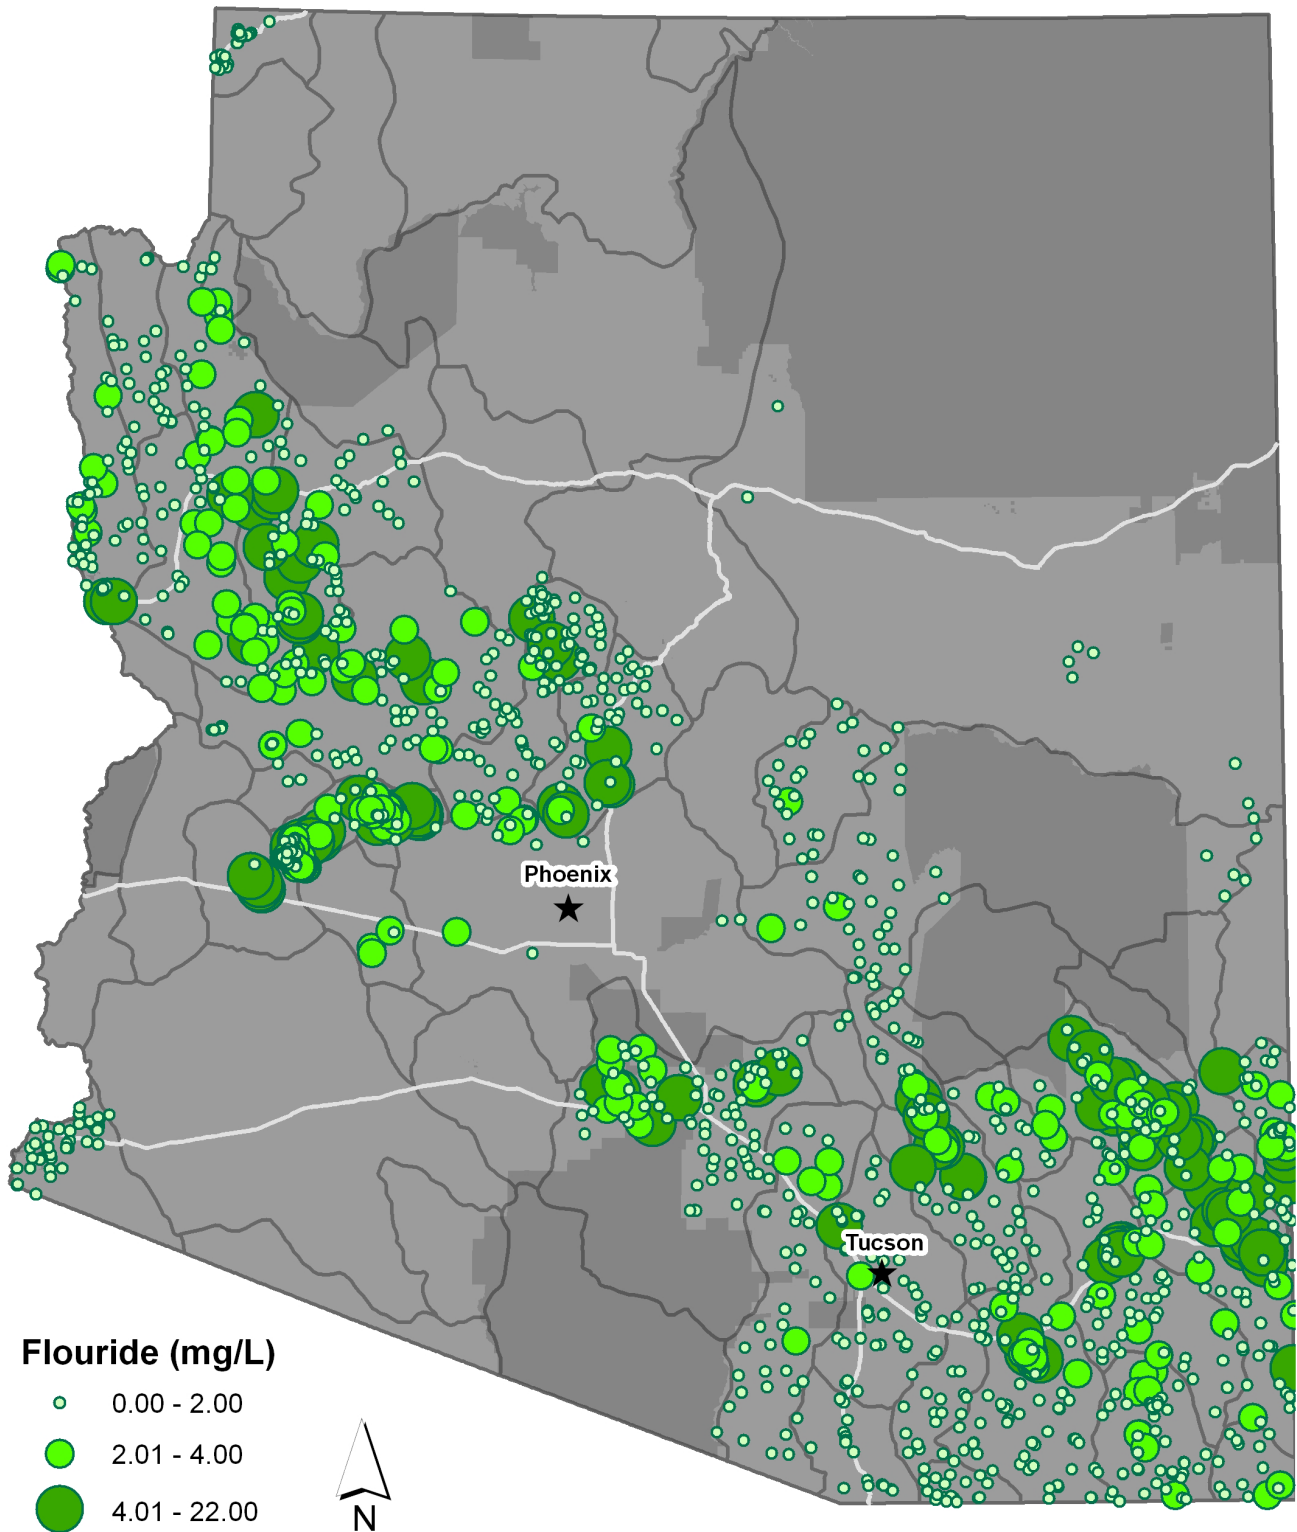 Phoenix
Tucson
Flouride (mg/L)
0.00 - 2.00
2.01 - 4.00
4.01 - 22.00
N